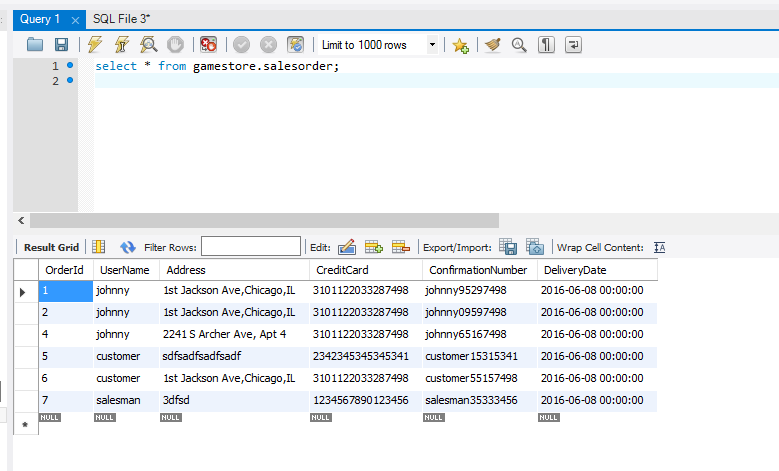 Query 1 SQL File 3*
Limit to 1000 rows
1 select * from gamestore.salesorder;
2
Result Grid Filter Rows: Edit: Export/Import: Wrap Cell Content:
OrderId UserName Address CreditCard ConfirmationNumber DeliveryDate
1 johnny 1st Jackson Ave,Chicago,IL 3101122033287498 johnny95297498 2016-06-08 00:00:00
2 johnny 1st Jackson Ave,Chicago,IL 3101122033287498 johnny09597498 2016-06-08 00:00:00
4 johnny 2241 S Archer Ave, Apt 4 3101122033287498 johnny65167498 2016-06-08 00:00:00
5 customer sdfsadfsadfsadf 2342345345345341 customer15315341 2016-06-08 00:00:00
6 customer 1st Jackson Ave,Chicago,IL 3101122033287498 customer55157498 2016-06-08 00:00:00
7 salesman 3dfsd 1234567890123456 salesman35333456 2016-06-08 00:00:00
* NULL NULL NULL NULL NULL NULL